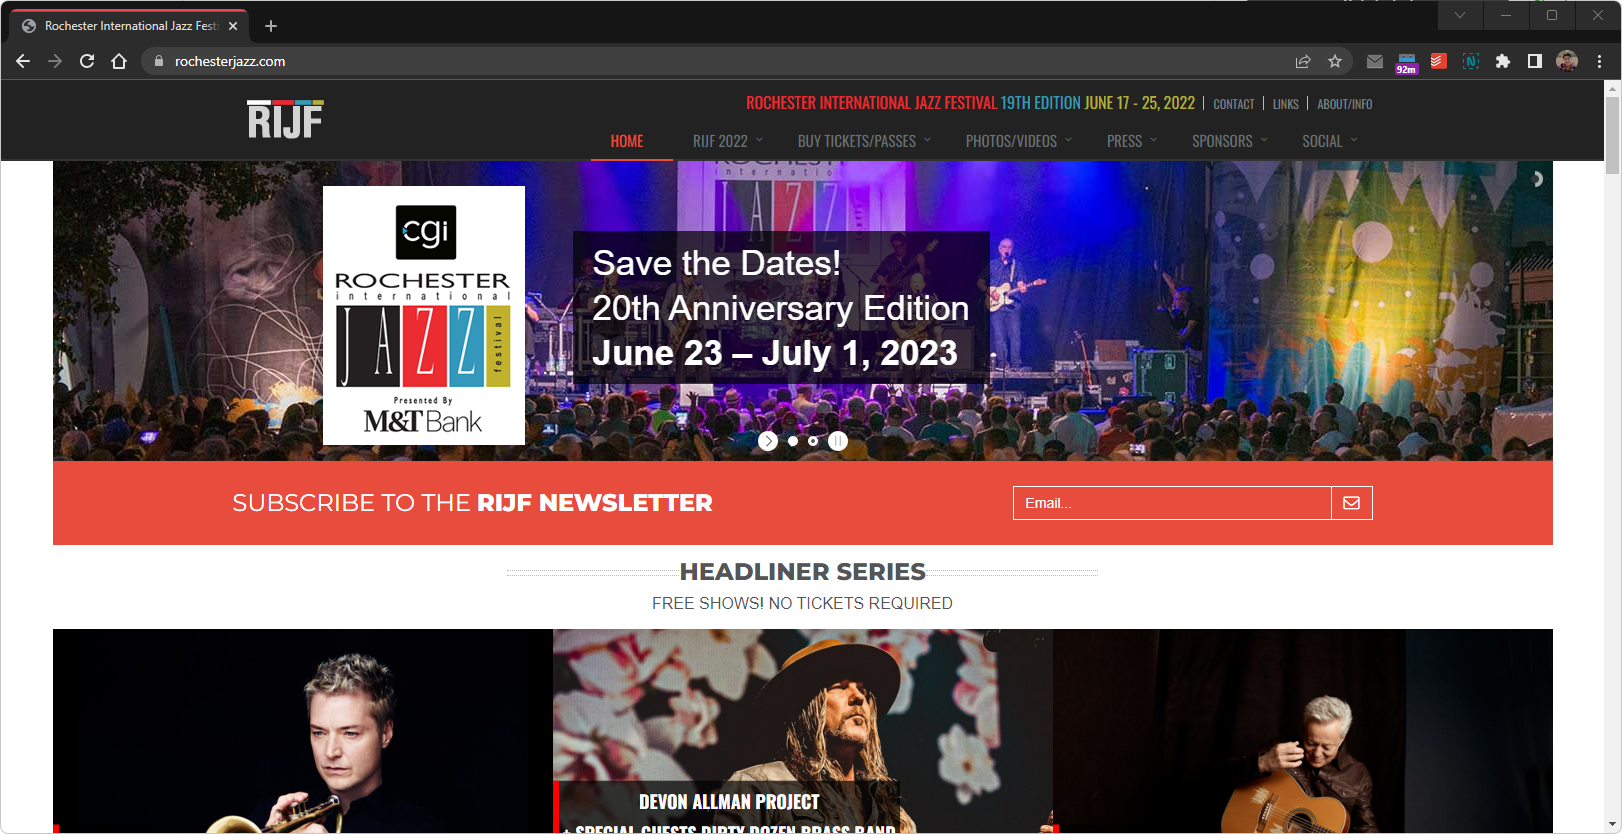 Rochester International Jazz Festi
rochesterjazz.com
92m
RIJF
ROCHESTER INTERNATIONAL JAZZ FESTIVAL 19TH EDITION JUNE 17 - 25, 2022 | CONTACT | LINKS | ABOUT/INFO
HOME RIJF 2022 BUY TICKETS/PASSES PHOTOS/VIDEOS PRESS SPONSORS SOCIAL
cgi
ROCHESTER
international
JAZZ
festival
Presented By
M&T Bank
Save the Dates!
20th Anniversary Edition
June 23 – July 1, 2023
SUBSCRIBE TO THE RIJF NEWSLETTER
Email...
HEADLINER SERIES
FREE SHOWS! NO TICKETS REQUIRED
DEVON ALLMAN PROJECT
+ SPECIAL GUESTS DIRTY DOZEN BRASS BAND